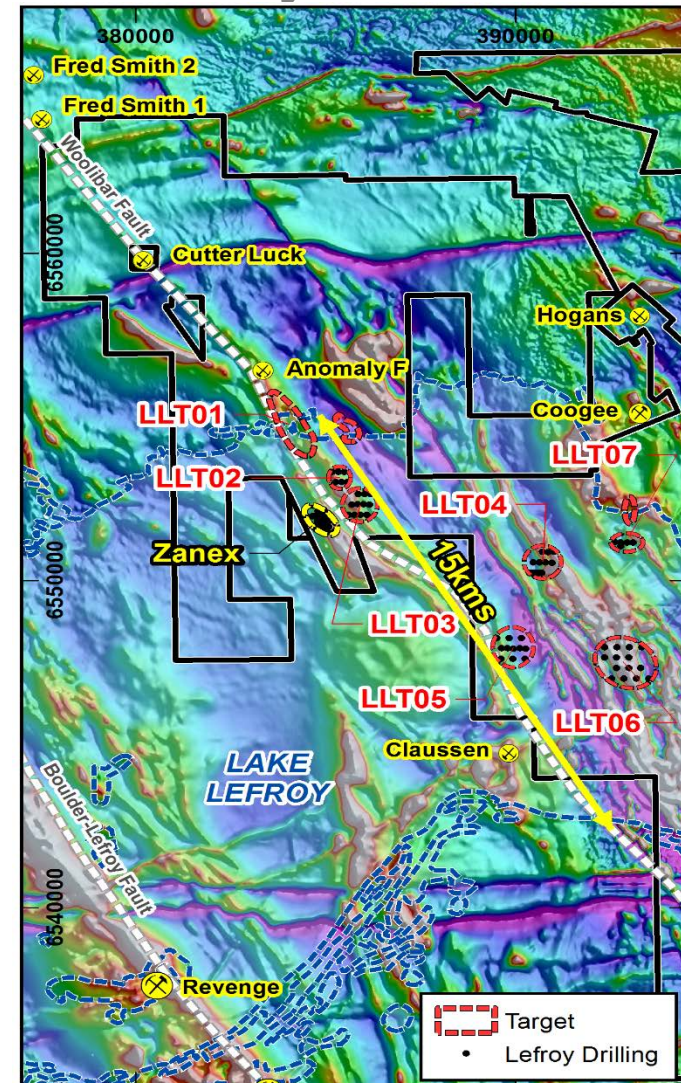 380000
390000
Fred Smith 2
Fred Smith 1
Woolibar Fault
6560000
Cutter Luck
Hogans
Anomaly F
Coogee
LLT01
LLT07
LLT02
LLT04
Zanex
15kms
6550000
LLT03
LLT05
LLT06
Claussen
LAKE
LEFROY
Boulder-Lefroy Fault
6540000
Revenge
Target
Lefroy Drilling